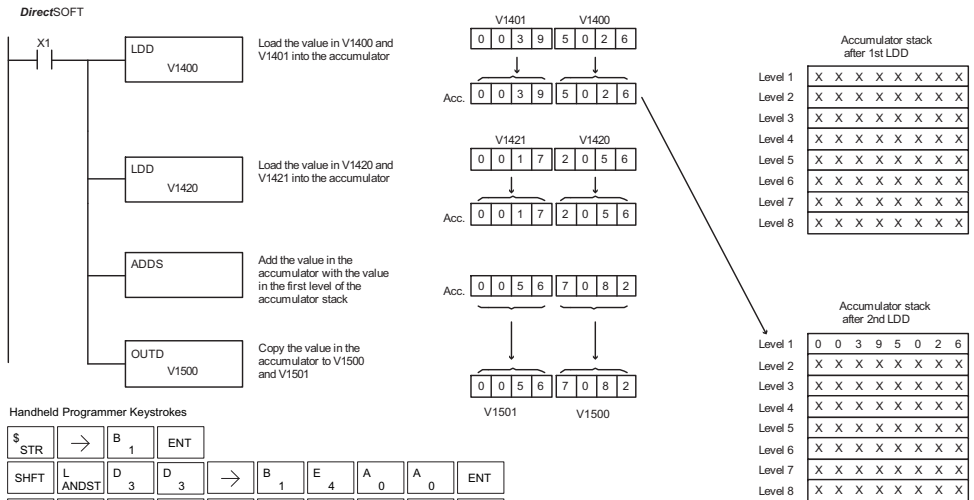 DirectSOFT
X1
LDD
V1400
Load the value in V1400 and
V1401 into the accumulator
V1401 V1400
0 0 3 9 5 0 2 6
Acc. 0 0 3 9 5 0 2 6
LDD
V1420
Load the value in V1420 and
V1421 into the accumulator
V1421 V1420
0 0 1 7 2 0 5 6
Acc. 0 0 1 7 2 0 5 6
ADDS
Add the value in the
accumulator with the value
in the first level of the
accumulator stack
Acc. 0 0 5 6 7 0 8 2
OUTD
V1500
Copy the value in the
accumulator to V1500
and V1501
0 0 5 6 7 0 8 2
V1501 V1500
Accumulator stack
after 1st LDD
Level 1 X X X X X X X X
Level 2 X X X X X X X X
Level 3 X X X X X X X X
Level 4 X X X X X X X X
Level 5 X X X X X X X X
Level 6 X X X X X X X X
Level 7 X X X X X X X X
Level 8 X X X X X X X X
Accumulator stack
after 2nd LDD
Level 1 0 0 3 9 5 0 2 6
Level 2 X X X X X X X X
Level 3 X X X X X X X X
Level 4 X X X X X X X X
Level 5 X X X X X X X X
Level 6 X X X X X X X X
Level 7 X X X X X X X X
Level 8 X X X X X X X X
Handheld Programmer Keystrokes
$ STR → B 1 ENT
SHFT L ANDST D 3 D 3 → B 1 E 4 A 0 A 0 ENT